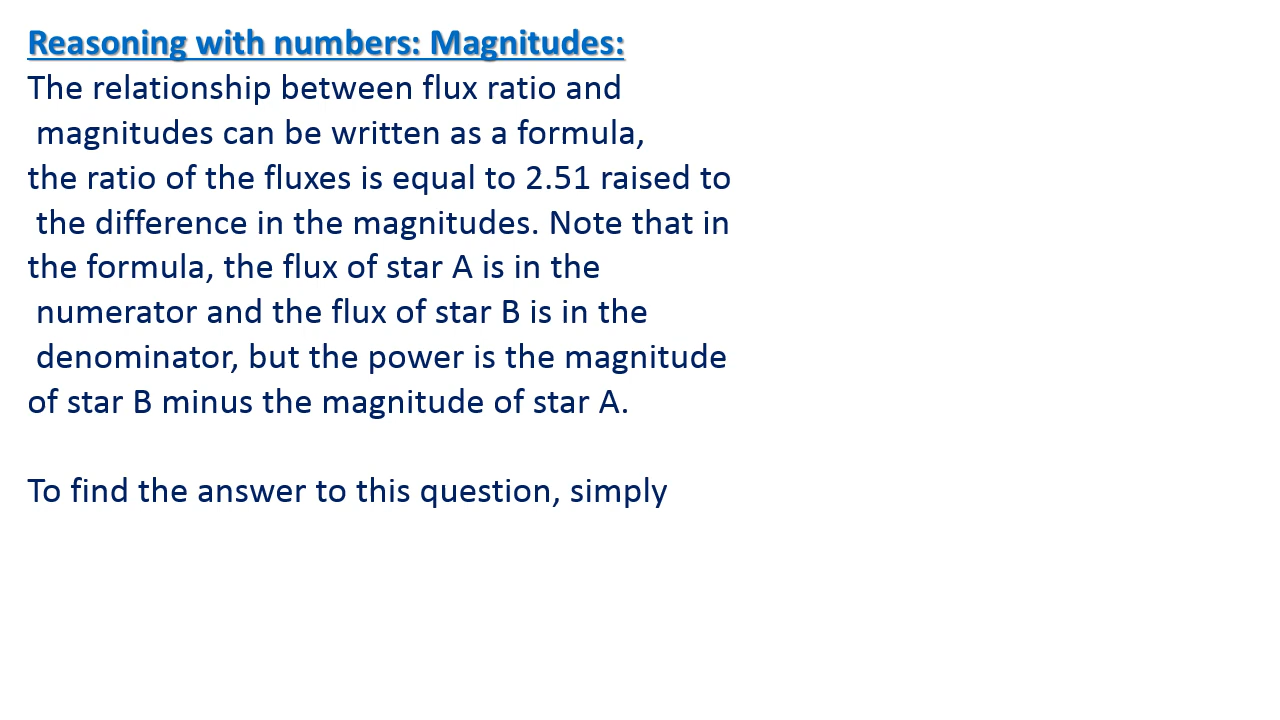 Reasoning with numbers: Magnitudes:
The relationship between flux ratio and
magnitudes can be written as a formula,
the ratio of the fluxes is equal to 2.51 raised to
the difference in the magnitudes. Note that in
the formula, the flux of star A is in the
numerator and the flux of star B is in the
denominator, but the power is the magnitude
of star B minus the magnitude of star A.
To find the answer to this question, simply